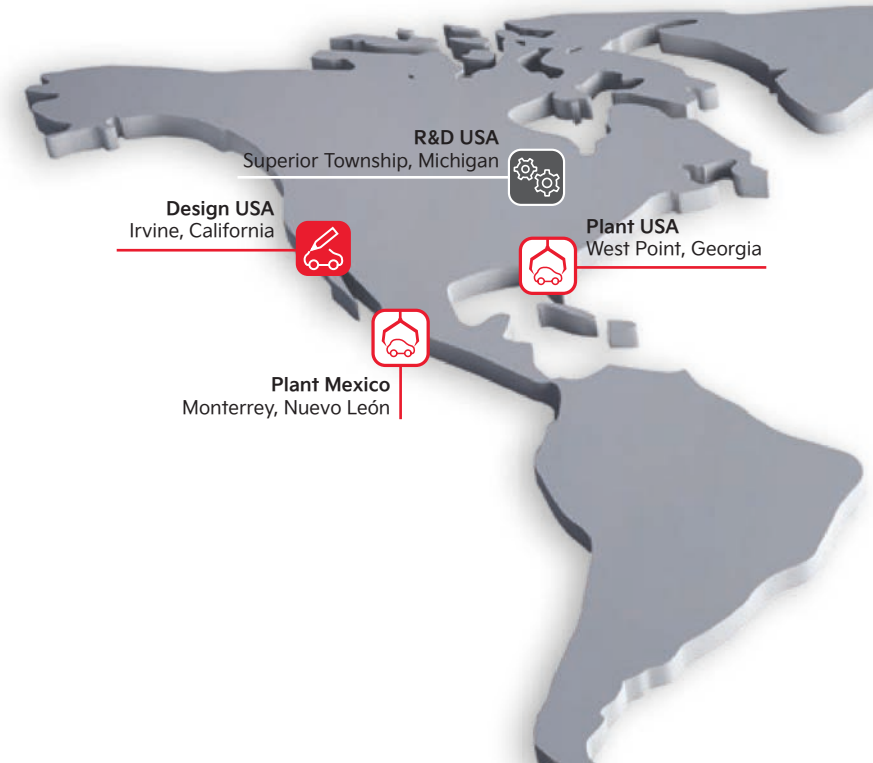 R&D USA
Superior Township, Michigan
Design USA
Irvine, California
Plant USA
West Point, Georgia
Plant Mexico
Monterrey, Nuevo León